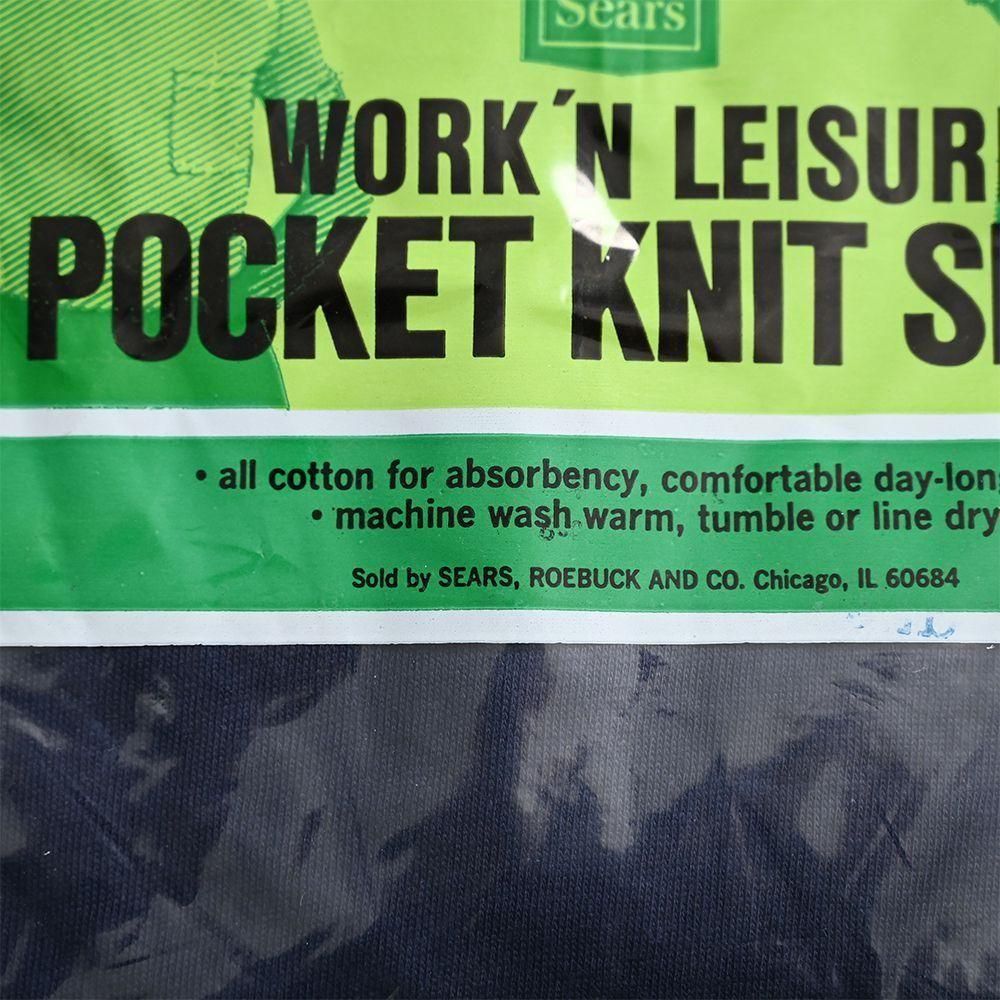 Sears
WORK'N LEISUR
POCKET KNIT S
• all cotton for absorbency, comfortable day-lon
• machine wash warm, tumble or line dry
Sold by SEARS, ROEBUCK AND CO. Chicago, IL 60684